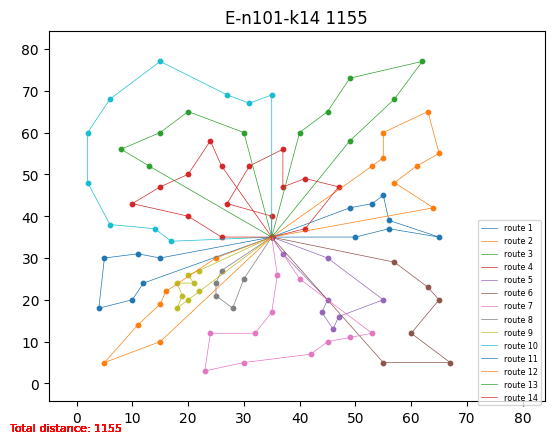 E-n101-k14 1155
80
70
60
50
40
30
20
10
0
0 10 20 30 40 50 60 70 80
route 1
route 2
route 3
route 4
route 5
route 6
route 7
route 8
route 9
route 10
route 11
route 12
route 13
route 14
Total distance: 1155